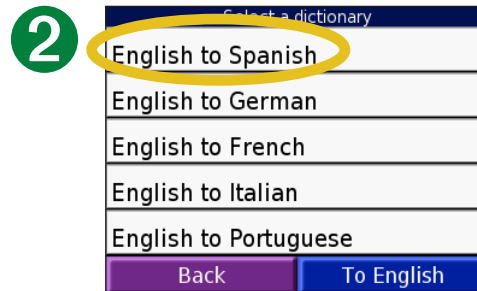 2
Select a dictionary
English to Spanish
English to German
English to French
English to Italian
English to Portuguese
Back To English